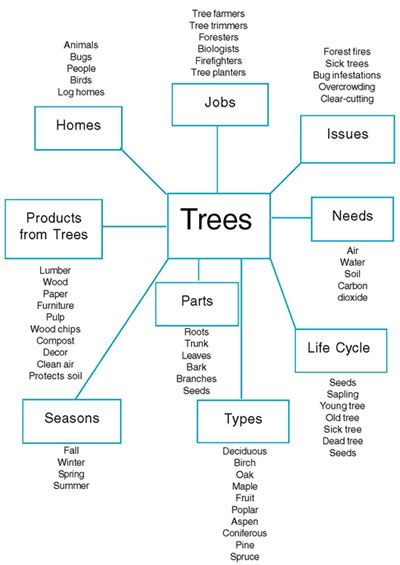 Tree farmers
Tree trimmers
Foresters
Biologists
Firefighters
Tree planters
Jobs
Animals
Bugs
People
Birds
Log homes
Homes
Forest fires
Sick trees
Bug infestations
Overcrowding
Clear-cutting
Issues
Trees
Products
from Trees
Lumber
Wood
Paper
Furniture
Pulp
Wood chips
Compost
Decor
Clean air
Protects soil
Needs
Air
Water
Soil
Carbon
dioxide
Parts
Roots
Trunk
Leaves
Bark
Branches
Seeds
Life Cycle
Seeds
Sapling
Young tree
Old tree
Sick tree
Dead tree
Seeds
Seasons
Fall
Winter
Spring
Summer
Types
Deciduous
Birch
Oak
Maple
Fruit
Poplar
Aspen
Coniferous
Pine
Spruce